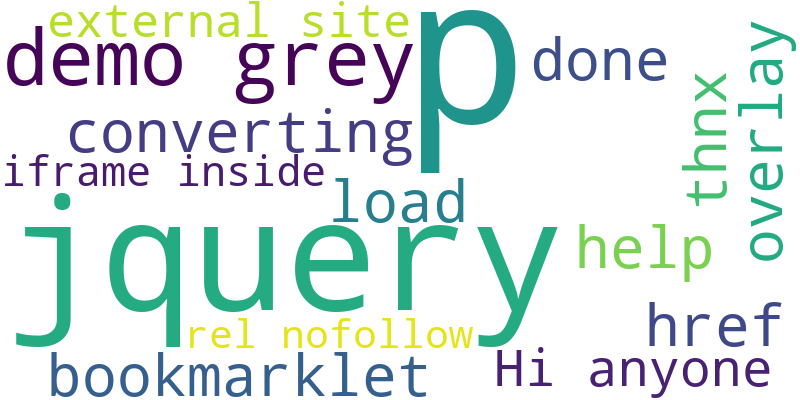 external site
p
demo grey
done
overlay
thnx
converting
iframe inside
load
jquery
help
rel nofollow
href
bookmarklet
Hi anyone